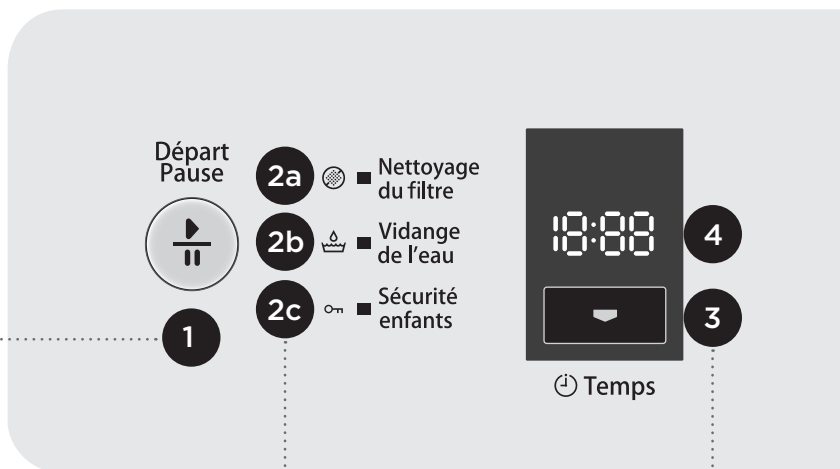 Départ
Pause
1
2a
Nettoyage
du filtre
2b
Vidange
de l'eau
2c
Sécurité
enfants
18:88
4
3
Temps